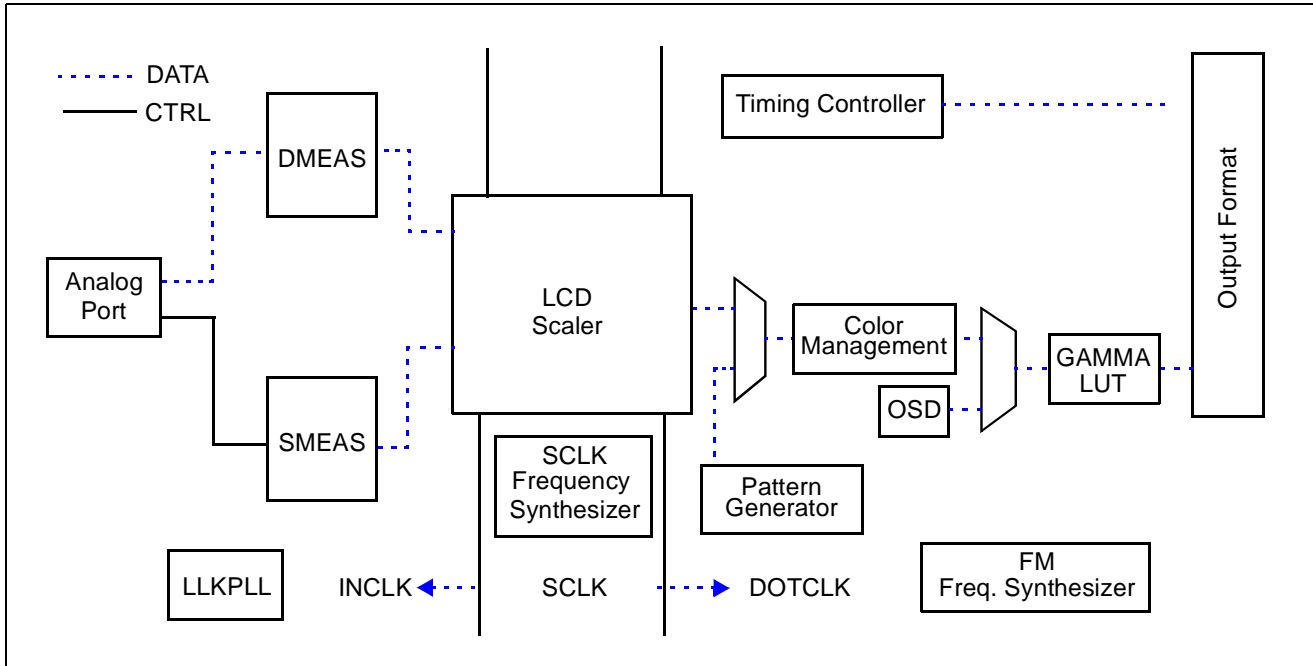 DATA
CTRL
DMEAS
Timing Controller
Output Format
Analog
Port
LCD
Scaler
Color
Management
GAMMA
LUT
OSD
SMEAS
SCLK
Frequency
Synthesizer
Pattern
Generator
LLKPLL
INCLK
SCLK
DOTCLK
FM
Freq. Synthesizer